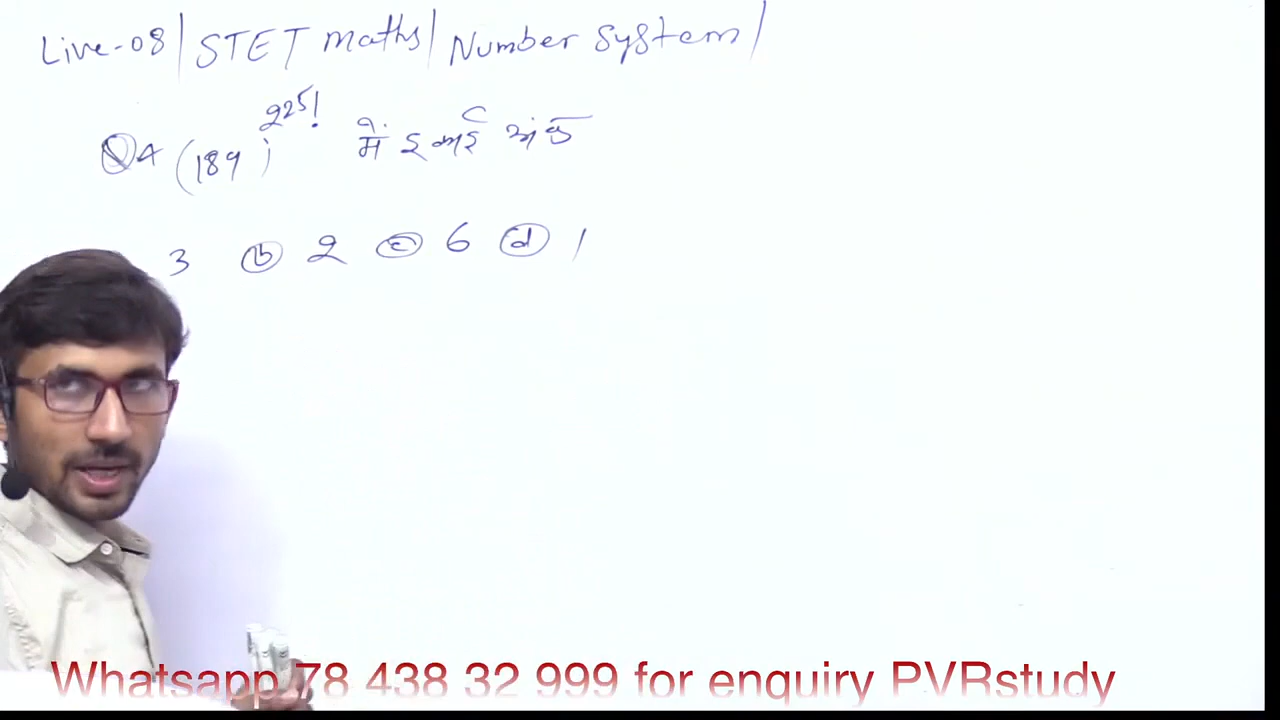 Live-08 | STET maths | Number System |
Q4 (189)^225! में इकाई अंक
3 (b) 2 (c) 6 (d) 1
Whatsapp 78 438 32 999 for enquiry PVRstudy